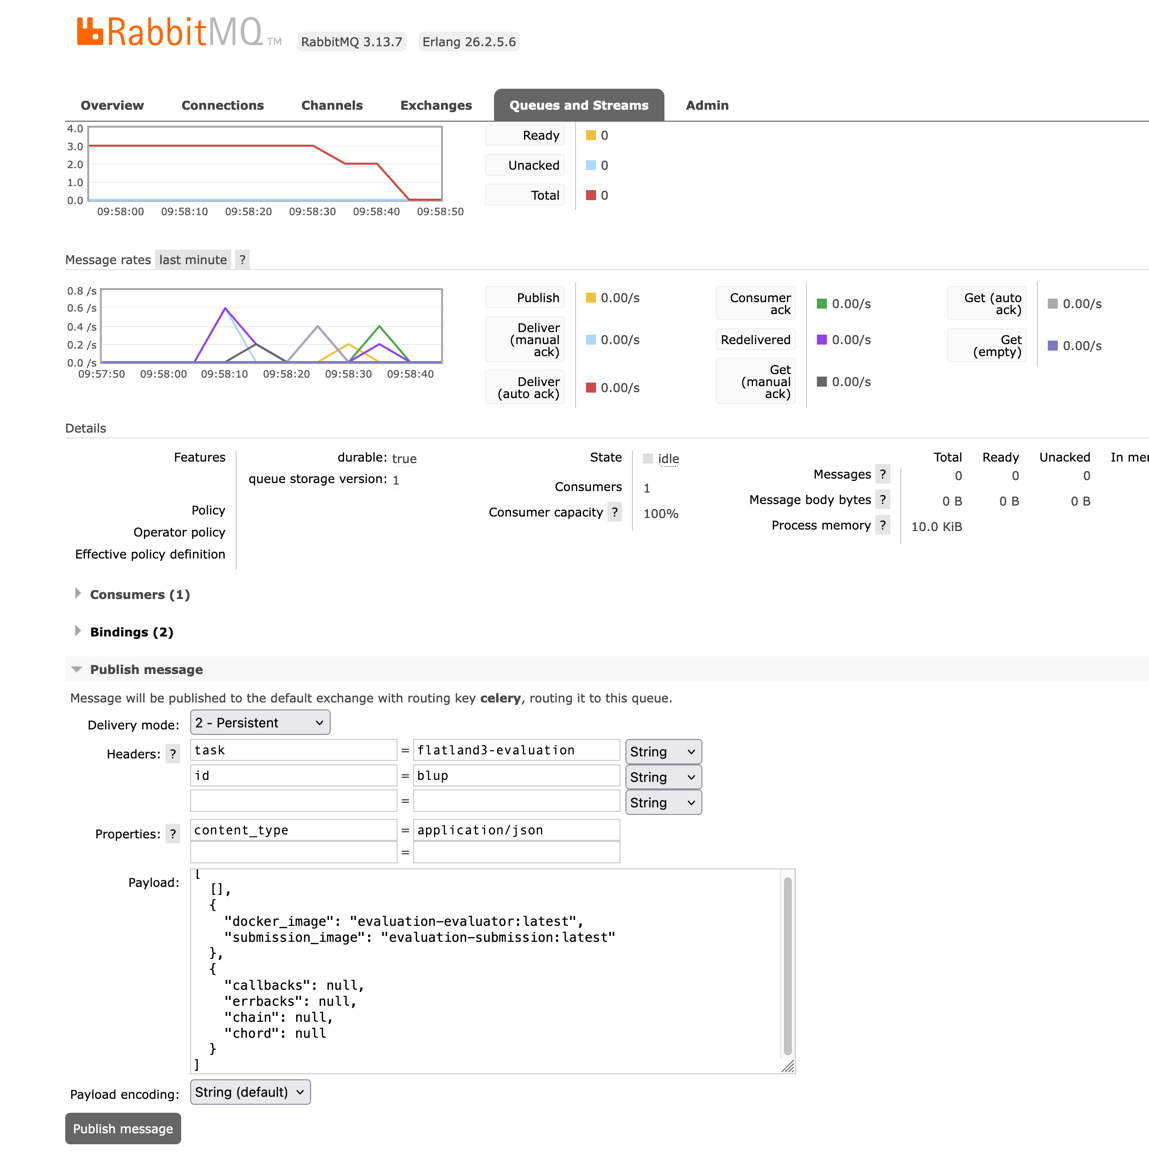 RabbitMQ TM RabbitMQ 3.13.7 Erlang 26.2.5.6
Overview Connections Channels Exchanges Queues and Streams Admin
4.0
3.0
2.0
1.0
0.0
09:58:00 09:58:10 09:58:20 09:58:30 09:58:40 09:58:50
Ready 0
Unacked 0
Total 0
Message rates last minute ?
0.8 /s
0.6 /s
0.4 /s
0.2 /s
0.0 /s
09:57:50 09:58:00 09:58:10 09:58:20 09:58:30 09:58:40
Publish 0.00/s
Deliver
(manual 0.00/s
ack)
Deliver
(auto ack) 0.00/s
Consumer
ack 0.00/s
Redelivered 0.00/s
Get
(manual 0.00/s
ack)
Get (auto
ack) 0.00/s
Get
(empty) 0.00/s
Details
Features durable: true
queue storage version: 1
Policy
Operator policy
Effective policy definition
State idle
Consumers 1
Consumer capacity ? 100%
Total Ready Unacked In mem
Messages ? 0 0 0
Message body bytes ? 0 B 0 B 0 B
Process memory ? 10.0 KiB
Consumers (1)
Bindings (2)
Publish message
Message will be published to the default exchange with routing key celery, routing it to this queue.
Delivery mode: 2 - Persistent
Headers: ? task = flatland3-evaluation String
id = blup String
= String
Properties: ? content_type = application/json
=
Payload:
[
[],
{
"docker_image": "evaluation-evaluator:latest",
"submission_image": "evaluation-submission:latest"
},
{
"callbacks": null,
"errbacks": null,
"chain": null,
"chord": null
}
]
Payload encoding: String (default)
Publish message